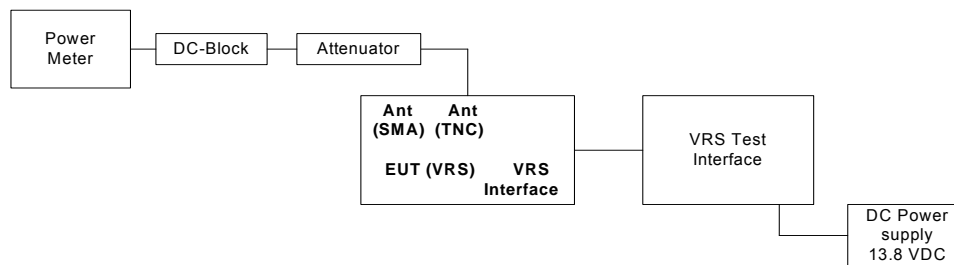 Power
Meter
DC-Block
Attenuator
Ant Ant
(SMA) (TNC)
EUT (VRS) VRS
Interface
VRS Test
Interface
DC Power
supply
13.8 VDC